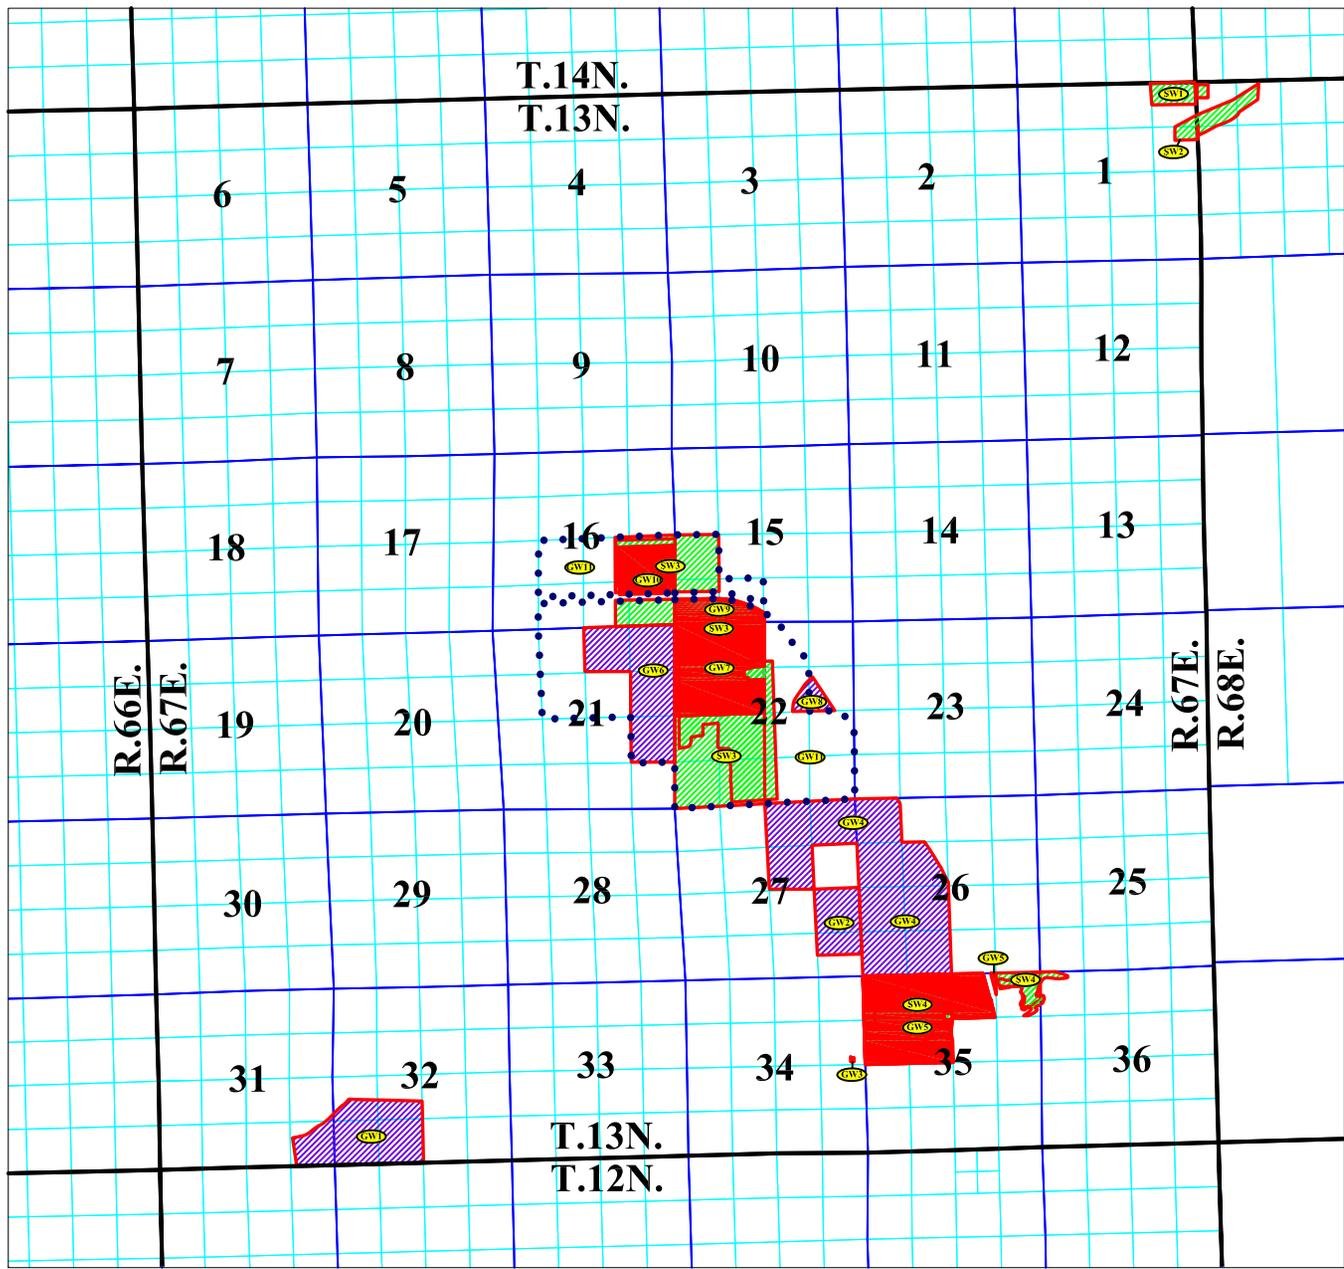 T.14N.
T.13N.
SW1
SW2
6 5 4 3 2 1
7 8 9 10 11 12
18 17 16 15 14 13
GW11 SW3
GW10
GW9
SW3
GW6 GW7
R.66E. R.67E. R.67E. R.68E.
GW8
19 20 21 22 23 24
SW3 GW11
GW4
30 29 28 27 26 25
GW2 GW4
GW5
SW4
SW4
GW5
31 32 33 34 35 36
GW3
GW1
T.13N.
T.12N.